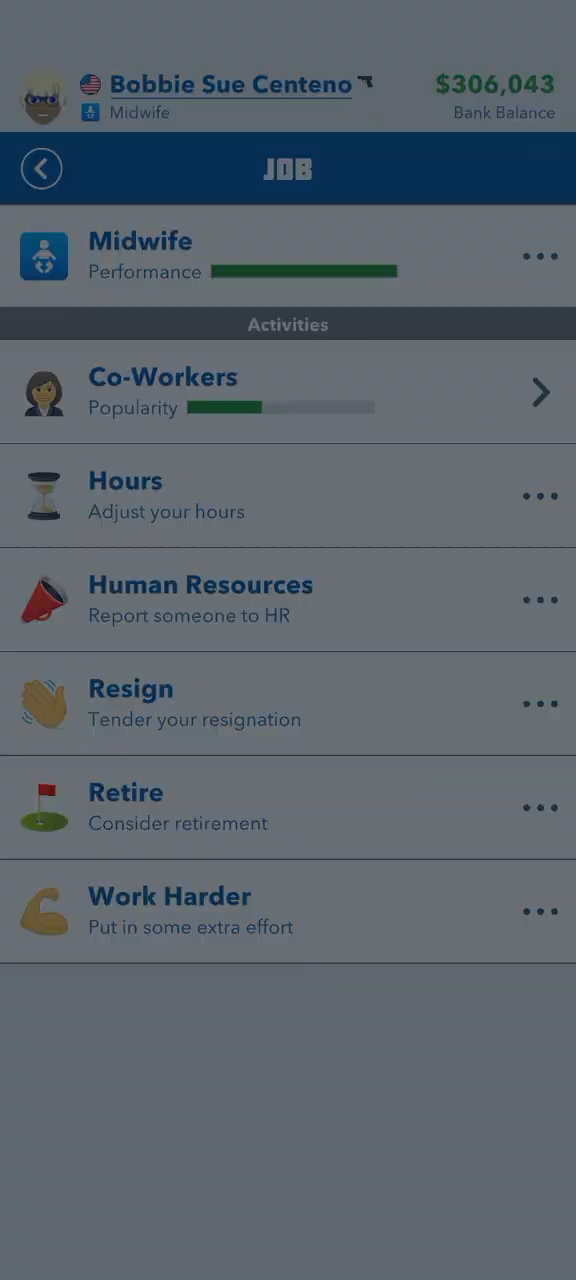 Bobbie Sue Centeno
$306,043
Midwife
Bank Balance
JOB
Midwife
Performance
Activities
Co-Workers
Popularity
Hours
Adjust your hours
Human Resources
Report someone to HR
Resign
Tender your resignation
Retire
Consider retirement
Work Harder
Put in some extra effort